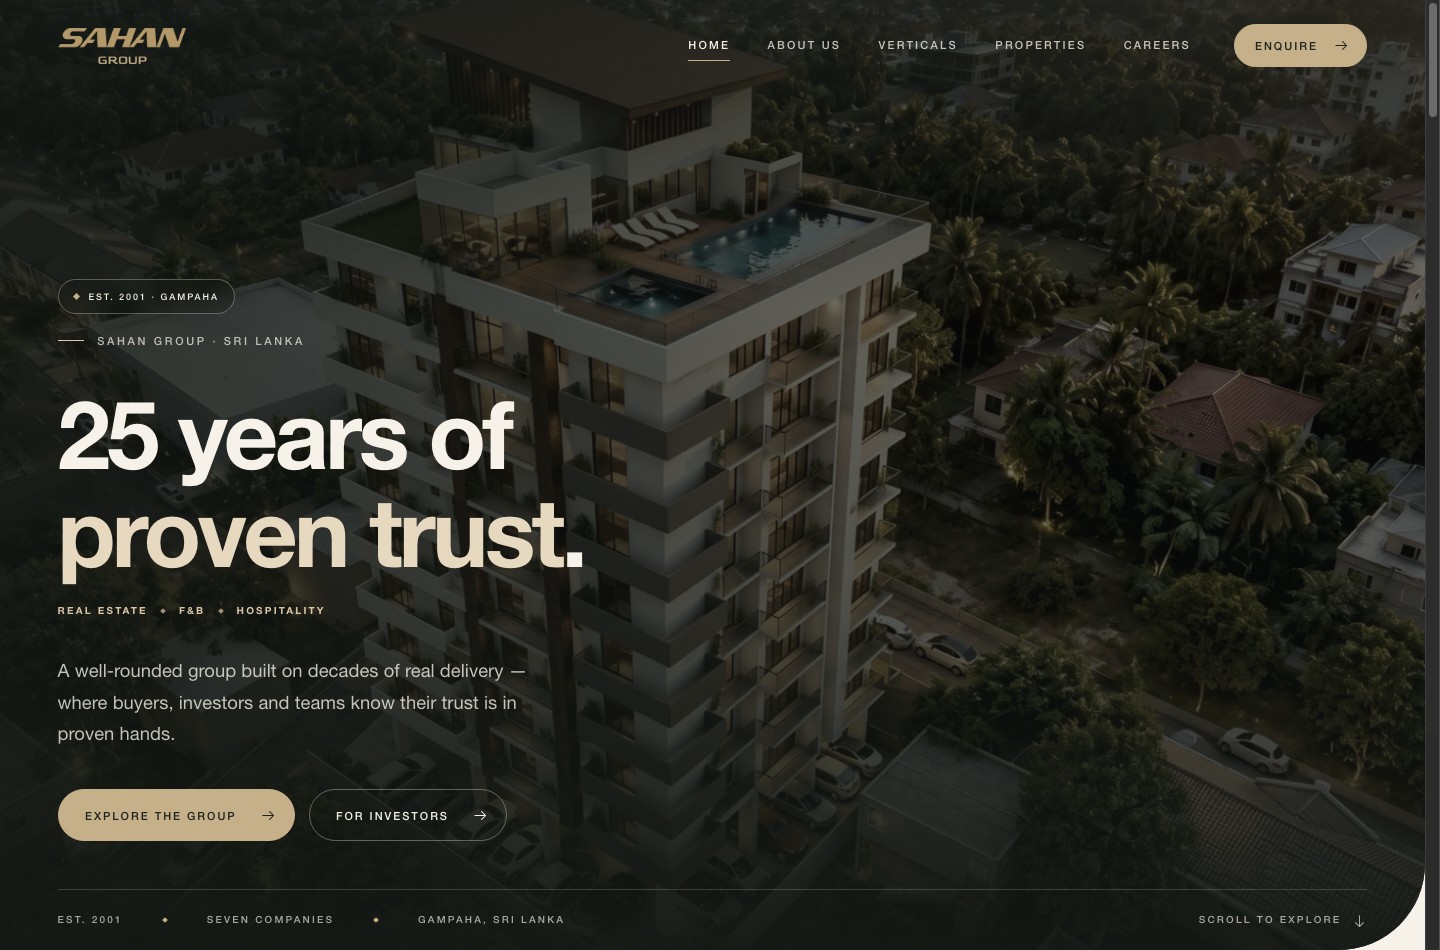 SAHAN
GROUP
HOME
ABOUT US
VERTICALS
PROPERTIES
CAREERS
ENQUIRE →
◆ EST. 2001 · GAMPAHA
SAHAN GROUP · SRI LANKA
25 years of
proven trust.
REAL ESTATE ◆ F&B ◆ HOSPITALITY
A well-rounded group built on decades of real delivery —
where buyers, investors and teams know their trust is in
proven hands.
EXPLORE THE GROUP →
FOR INVESTORS →
EST. 2001 ◆ SEVEN COMPANIES ◆ GAMPAHA, SRI LANKA
SCROLL TO EXPLORE ↓